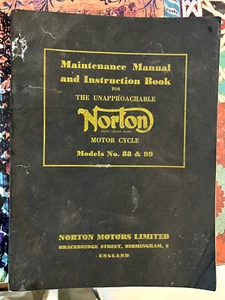 Maintenance Manual
and Instruction Book
FOR
THE UNAPPROACHABLE
Norton
MOTOR CYCLE
Models No. 88 & 99
NORTON MOTORS LIMITED
BRACEBRIDGE STREET, BIRMINGHAM, 6
ENGLAND